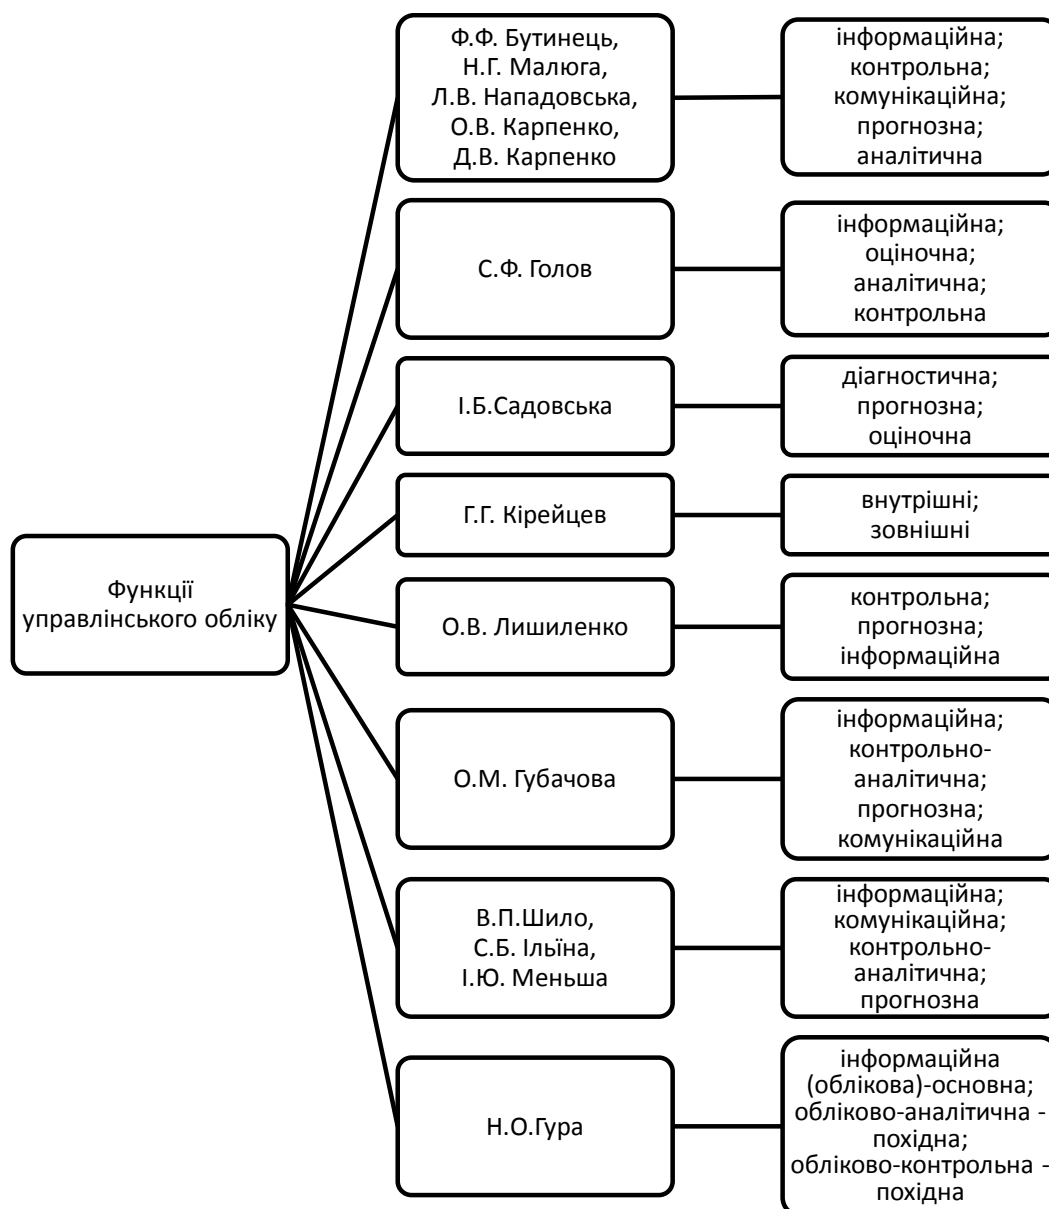 Ф.Ф. Бутинець,
Н.Г. Малюга,
Л.В. Нападовська,
О.В. Карпенко,
Д.В. Карпенко
інформаційна;
контрольна;
комунікаційна;
прогнозна;
аналітична
С.Ф. Голов
інформаційна;
оціночна;
аналітична;
контрольна
І.Б.Садовська
діагностична;
прогнозна;
оціночна
Г.Г. Кірейцев
внутрішні;
зовнішні
Функції
управлінського обліку
О.В. Лишиленко
контрольна;
прогнозна;
інформаційна
О.М. Губачова
інформаційна;
контрольно-
аналітична;
прогнозна;
комунікаційна
В.П.Шило,
С.Б. Ільїна,
І.Ю. Меньша
інформаційна;
комунікаційна;
контрольно-
аналітична;
прогнозна
Н.О.Гура
інформаційна
(облікова)-основна;
обліково-аналітична -
похідна;
обліково-контрольна -
похідна